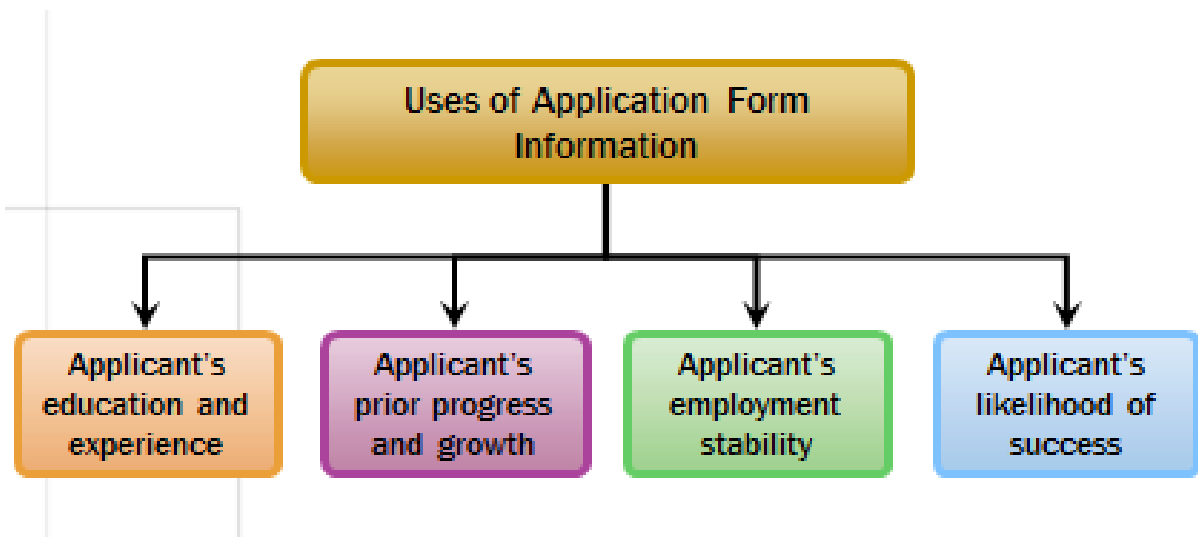 Uses of Application Form
Information
Applicant's
education and
experience
Applicant's
prior progress
and growth
Applicant's
employment
stability
Applicant's
likelihood of
success